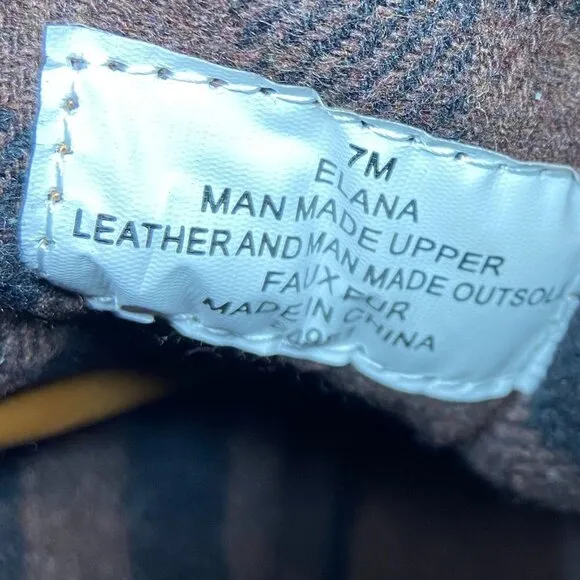 7M
ELANA
MAN MADE UPPER
LEATHER AND MAN MADE OUTSOL
FAUX FUR
MADE IN CHINA